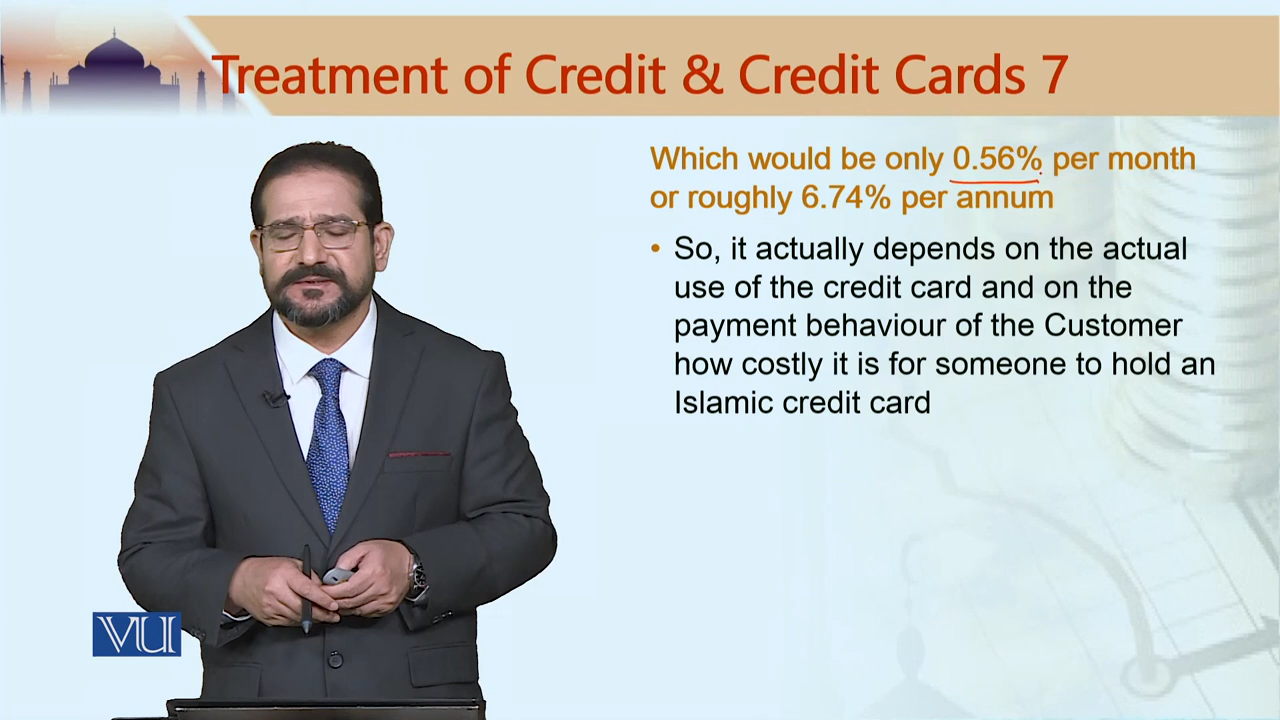 Treatment of Credit & Credit Cards 7
Which would be only 0.56% per month
or roughly 6.74% per annum
• So, it actually depends on the actual
use of the credit card and on the
payment behaviour of the Customer
how costly it is for someone to hold an
Islamic credit card
VU